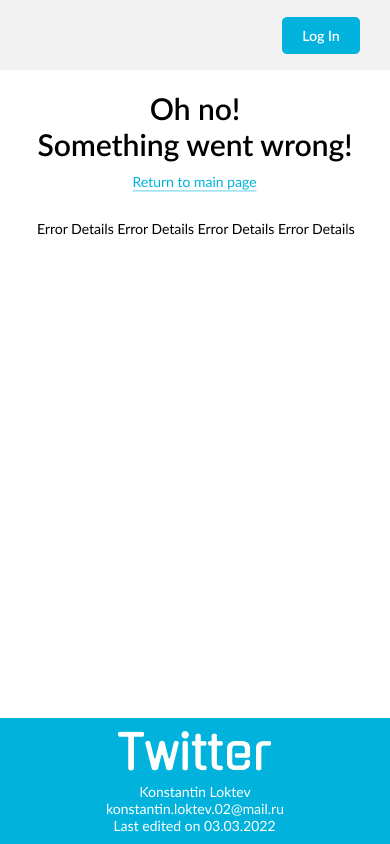 Log In
Oh no!
Something went wrong!
Return to main page
Error Details Error Details Error Details Error Details
Twitter
Konstantin Loktev
konstantin.loktev.02@mail.ru
Last edited on 03.03.2022